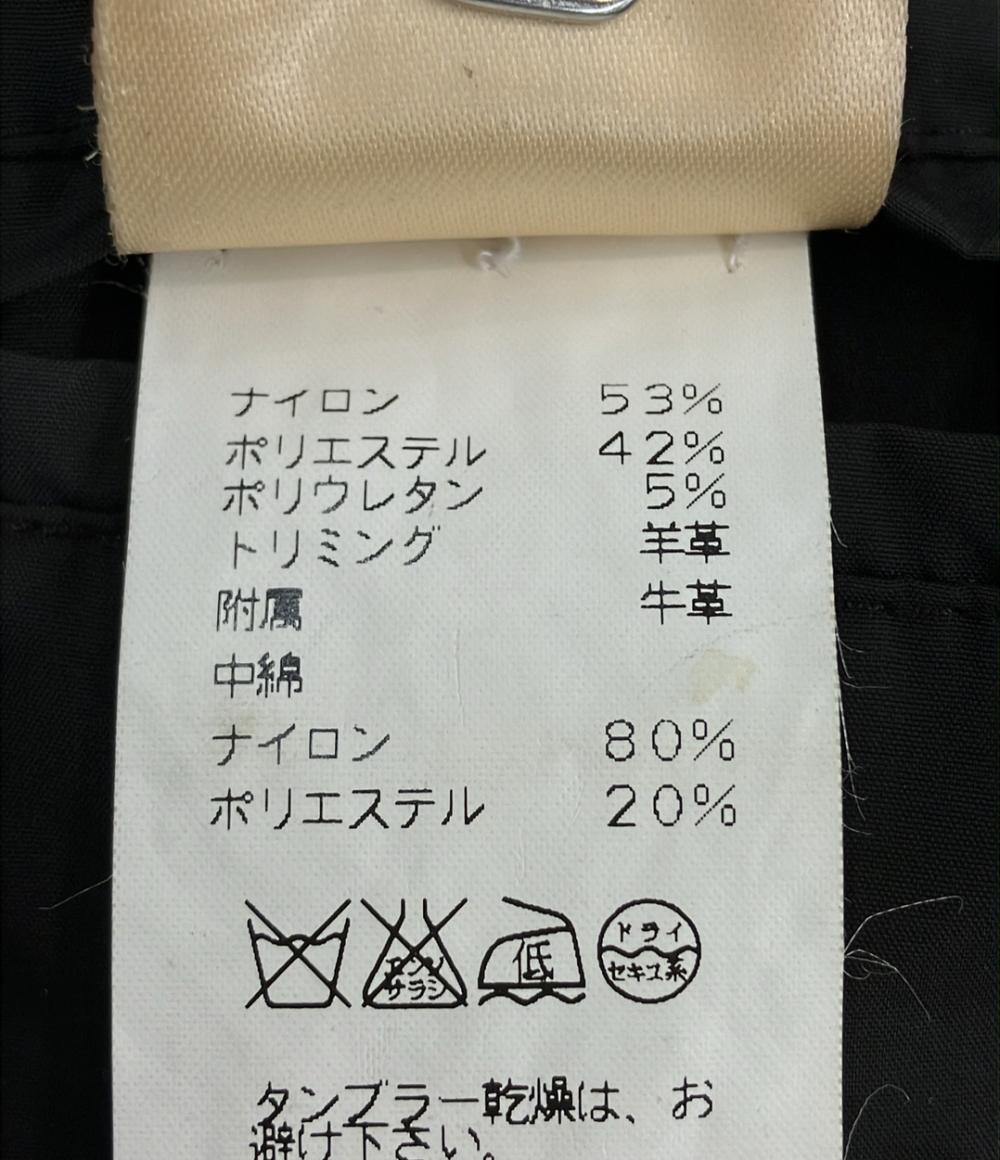 ナイロン 53%
ポリエステル 42%
ポリウレタン 5%
トリミング 羊革
附属 牛革
中綿
ナイロン 80%
ポリエステル 20%
エンソ
サラシ
低
ドライ
セキユ系
タンブラー乾燥は、お
避け下さい。